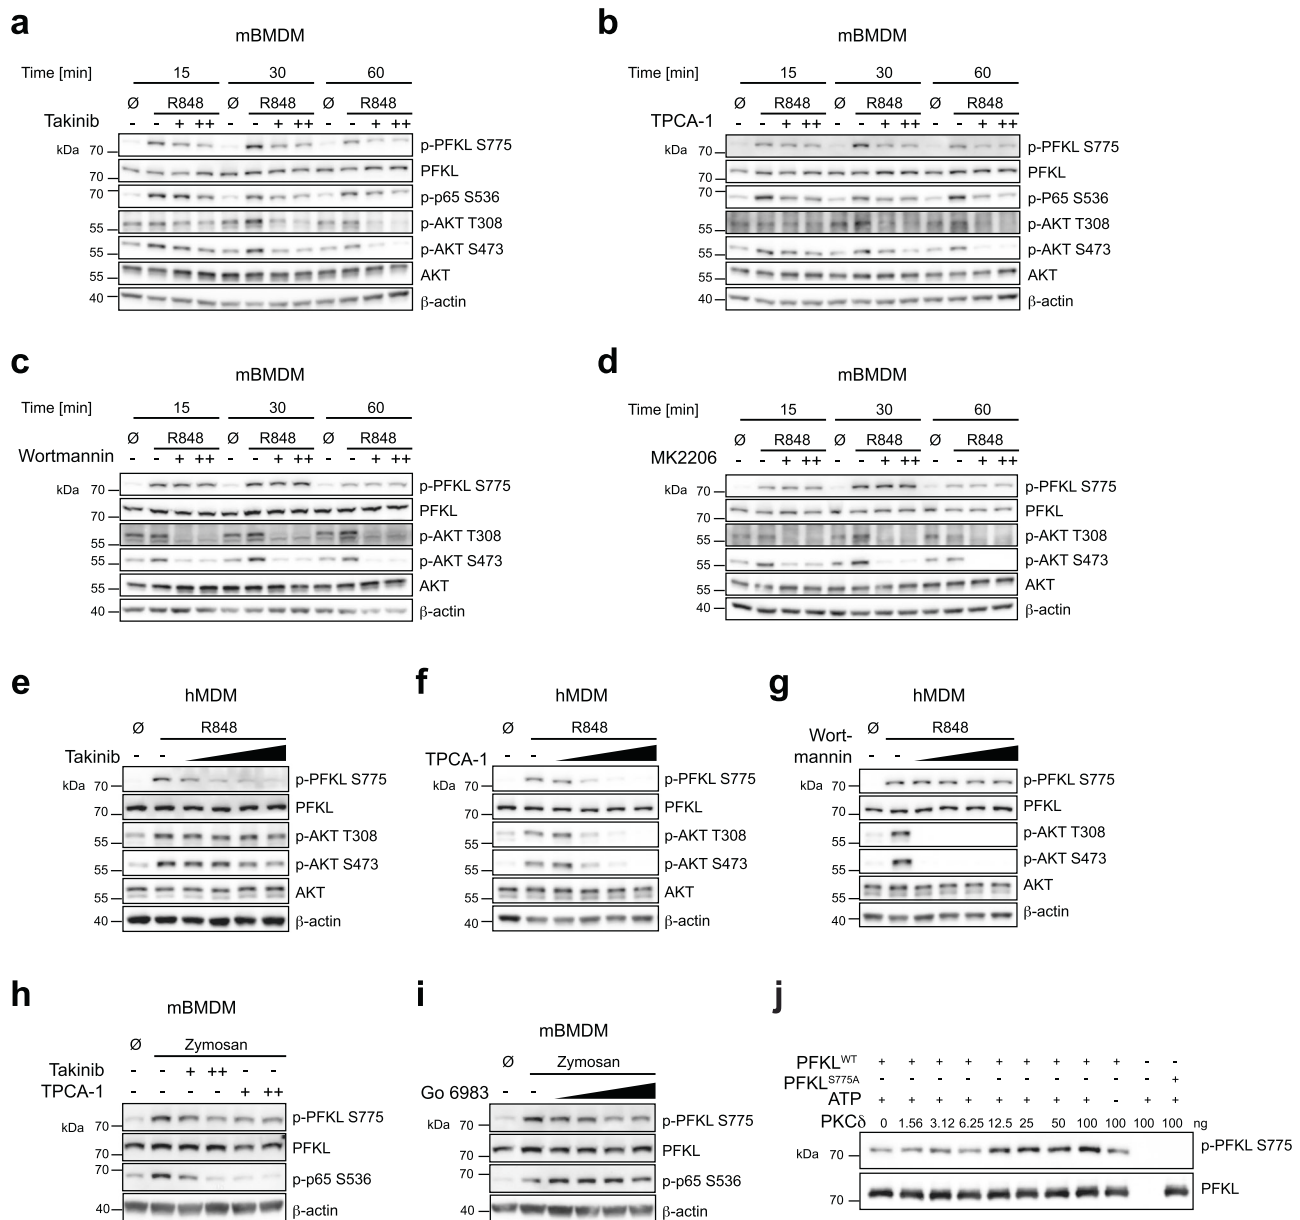 a
mBMDM
Time [min] 15 30 60
Ø R848 Ø R848 Ø R848
Takinib - - + ++ - - + ++ - - + ++
kDa 70 p-PFKL S775
70 PFKL
70 p-p65 S536
55 p-AKT T308
55 p-AKT S473
55 AKT
40 β-actin
b
mBMDM
Time [min] 15 30 60
Ø R848 Ø R848 Ø R848
TPCA-1 - - + ++ - - + ++ - - + ++
kDa 70 p-PFKL S775
70 PFKL
70 p-P65 S536
55 p-AKT T308
55 p-AKT S473
55 AKT
40 β-actin
c
mBMDM
Time [min] 15 30 60
Ø R848 Ø R848 Ø R848
Wortmannin - - + ++ - - + ++ - - + ++
kDa 70 p-PFKL S775
70 PFKL
55 p-AKT T308
55 p-AKT S473
55 AKT
40 β-actin
d
mBMDM
Time [min] 15 30 60
Ø R848 Ø R848 Ø R848
MK2206 - - + ++ - - + ++ - - + ++
kDa 70 p-PFKL S775
70 PFKL
55 p-AKT T308
55 p-AKT S473
55 AKT
40 β-actin
e
hMDM
Ø R848
Takinib - -
kDa 70 p-PFKL S775
70 PFKL
55 p-AKT T308
55 p-AKT S473
55 AKT
40 β-actin
f
hMDM
Ø R848
TPCA-1 - -
kDa 70 p-PFKL S775
70 PFKL
55 p-AKT T308
55 p-AKT S473
55 AKT
40 β-actin
g
hMDM
Ø R848
Wort-
mannin - -
kDa 70 p-PFKL S775
70 PFKL
55 p-AKT T308
55 p-AKT S473
55 AKT
40 β-actin
h
mBMDM
Ø Zymosan
Takinib - - + ++ - -
TPCA-1 - - - - + ++
kDa 70 p-PFKL S775
70 PFKL
70 p-p65 S536
40 β-actin
i
mBMDM
Ø Zymosan
Go 6983 - -
kDa 70 p-PFKL S775
70 PFKL
70 p-p65 S536
40 β-actin
j
PFKLWT + + + + + + + + + - -
PFKLS775A - - - - - - - - - - +
ATP + + + + + + + + - + +
PKCδ 0 1.56 3.12 6.25 12.5 25 50 100 100 100 100 ng
kDa 70 p-PFKL S775
70 PFKL